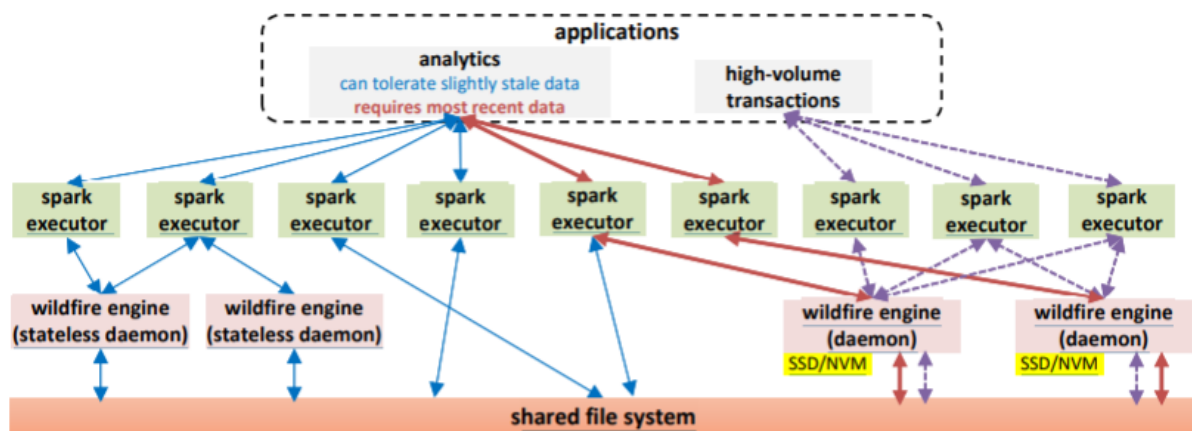 applications
analytics
can tolerate slightly stale data
requires most recent data
high-volume
transactions
spark
executor
spark
executor
spark
executor
spark
executor
spark
executor
spark
executor
spark
executor
spark
executor
spark
executor
wildfire engine
(stateless daemon)
wildfire engine
(stateless daemon)
wildfire engine
(daemon)
SSD/NVM
wildfire engine
(daemon)
SSD/NVM
shared file system